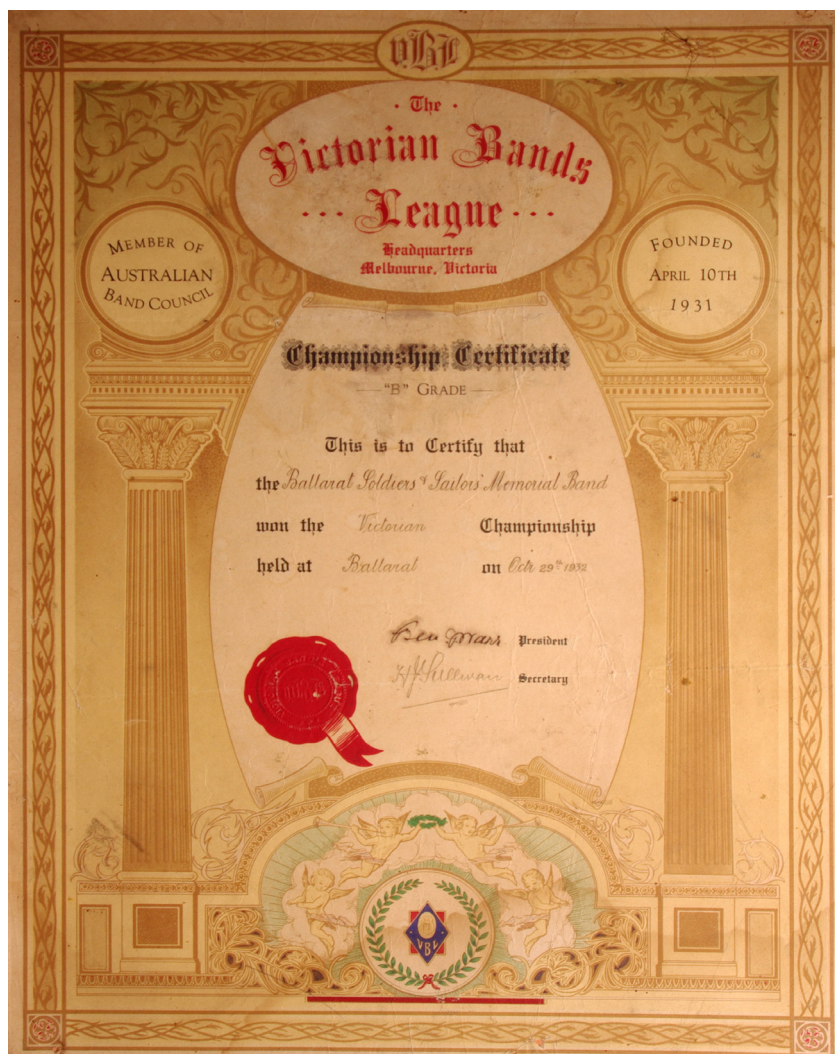 V.B.L
· The ·
Victorian Bands
··· League ···
Headquarters
Melbourne, Victoria
MEMBER OF
AUSTRALIAN
BAND COUNCIL
FOUNDED
APRIL 10TH
1931
Championship Certificate
— "B" GRADE —
This is to Certify that
the Ballarat Soldiers & Sailors' Memorial Band
won the Victorian Championship
held at Ballarat on Oct 29th 1932
President
Secretary
VBL